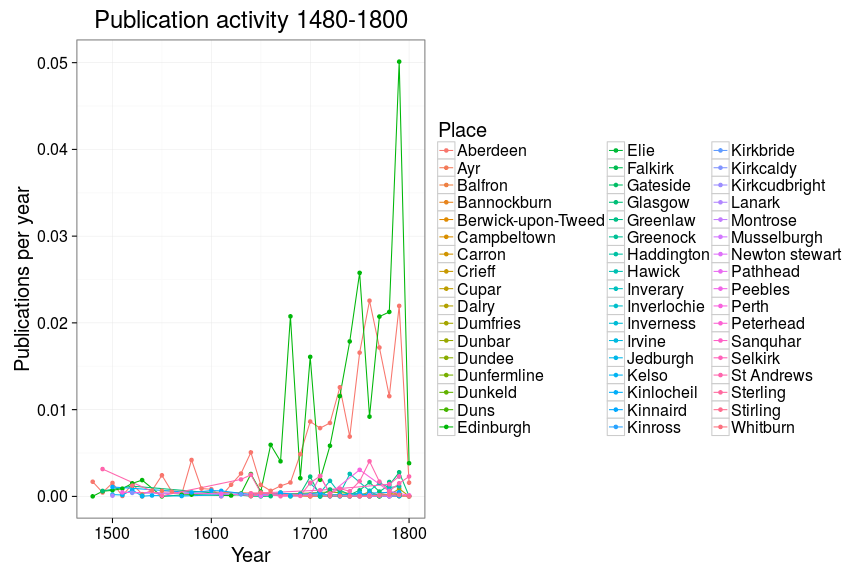 Publication activity 1480-1800
Publications per year
0.05
0.04
0.03
0.02
0.01
0.00
1500
1600
1700
1800
Year
Place
Aberdeen
Ayr
Balfron
Bannockburn
Berwick-upon-Tweed
Campbeltown
Carron
Crieff
Cupar
Dalry
Dumfries
Dunbar
Dundee
Dunfermline
Dunkeld
Duns
Edinburgh
Elie
Falkirk
Gateside
Glasgow
Greenlaw
Greenock
Haddington
Hawick
Inverary
Inverlochie
Inverness
Irvine
Jedburgh
Kelso
Kinlocheil
Kinnaird
Kinross
Kirkbride
Kirkcaldy
Kirkcudbright
Lanark
Montrose
Musselburgh
Newton stewart
Pathhead
Peebles
Perth
Peterhead
Sanquhar
Selkirk
St Andrews
Sterling
Stirling
Whitburn